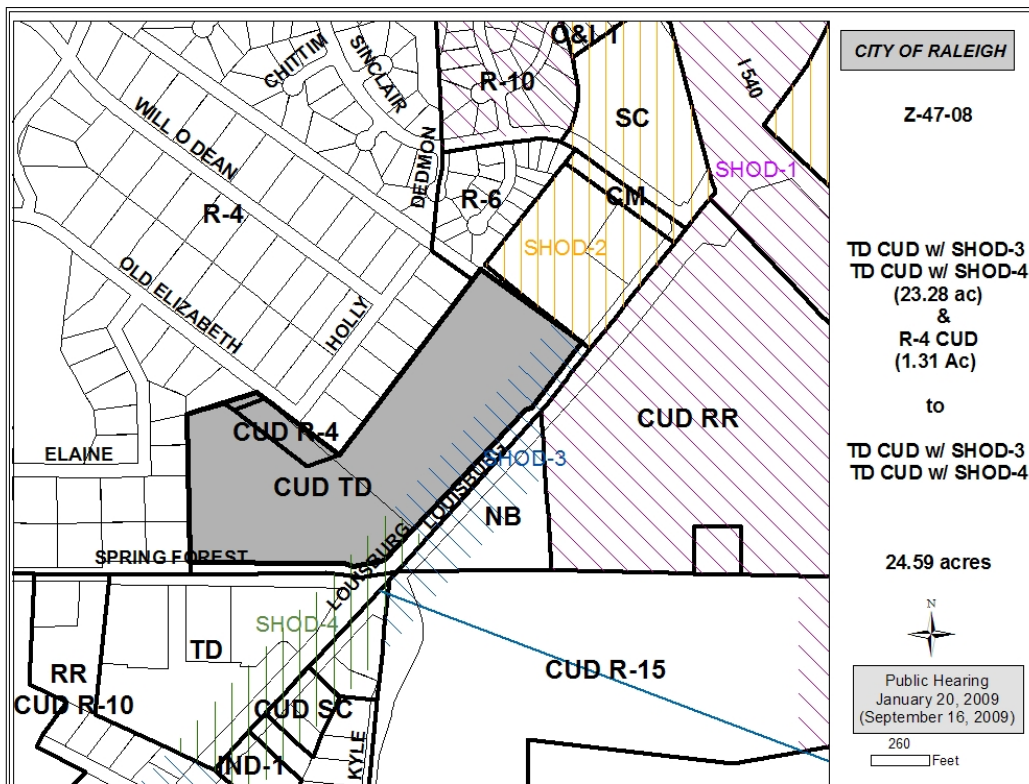 O&I 1
CHITTIM
SINCLAIR
R-10
I 540
SC
WILL O DEAN
DEDMON
SHOD-1
R-6
CM
R-4
SHOD-2
OLD ELIZABETH
HOLLY
CUD R-4
CUD RR
ELAINE
SHOD-3
CUD TD
LOUISBURG
NB
SPRING FOREST
LOUISBURG
SHOD-4
TD
RR
CUD R-15
CUD R-10
CUD SC
IND-1
KYLE
CITY OF RALEIGH
Z-47-08
TD CUD w/ SHOD-3
TD CUD w/ SHOD-4
(23.28 ac)
&
R-4 CUD
(1.31 Ac)
to
TD CUD w/ SHOD-3
TD CUD w/ SHOD-4
24.59 acres
N
Public Hearing
January 20, 2009
(September 16, 2009)
260
Feet